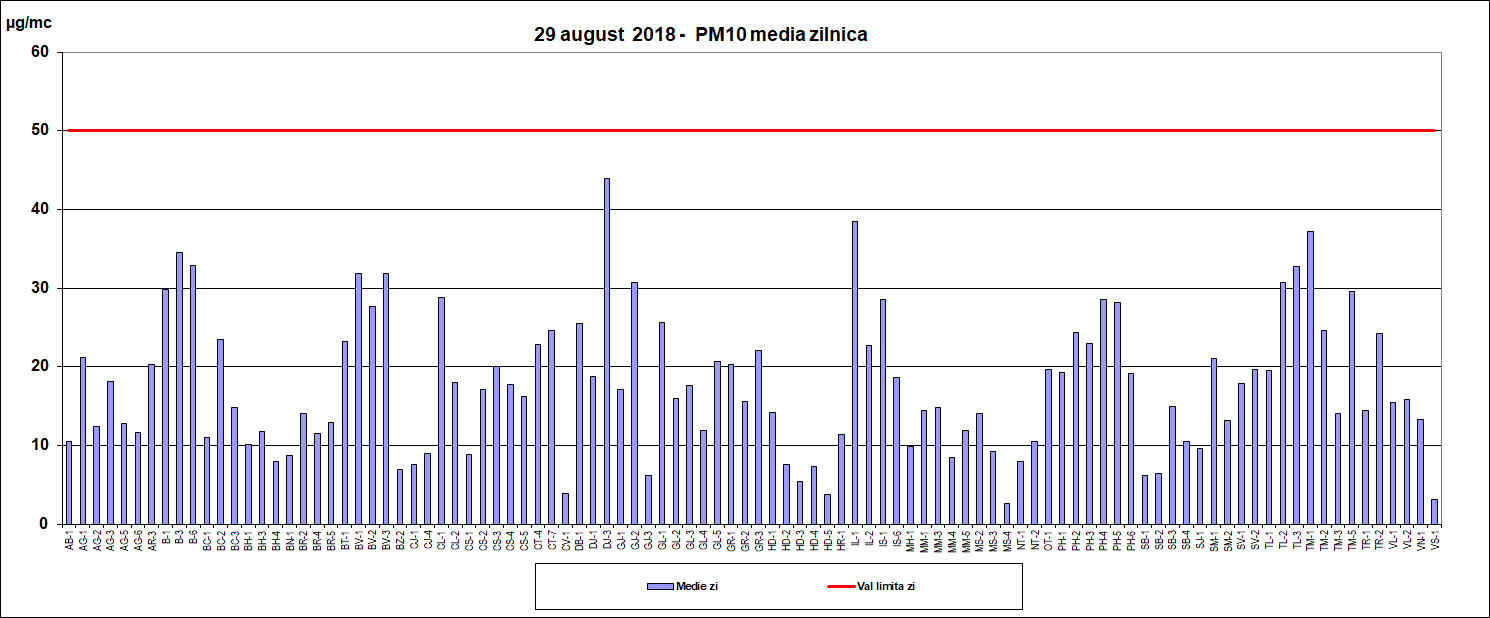 µg/mc
29 august 2018 - PM10 media zilnica
60
50
40
30
20
10
0
AB-1
AG-1
AG-2
AG-3
AG-5
AG-6
AR-3
B-1
B-3
B-6
BC-1
BC-2
BC-3
BH-1
BH-3
BH-4
BN-1
BR-2
BR-4
BR-5
BT-1
BV-1
BV-2
BV-3
BZ-2
CJ-1
CJ-4
CL-1
CL-2
CS-1
CS-2
CS-3
CS-4
CS-5
CT-4
CT-7
CV-1
DB-1
DJ-1
DJ-3
GJ-1
GJ-2
GJ-3
GL-1
GL-2
GL-3
GL-4
GL-5
GR-1
GR-2
GR-3
HD-1
HD-2
HD-3
HD-4
HD-5
HR-1
IL-1
IL-2
IS-1
IS-6
MH-1
MM-1
MM-3
MM-4
MM-5
MS-2
MS-3
MS-4
NT-1
NT-2
OT-1
PH-1
PH-2
PH-3
PH-4
PH-5
PH-6
SB-1
SB-2
SB-3
SB-4
SJ-1
SM-1
SM-2
SV-1
SV-2
TL-1
TL-2
TL-3
TM-1
TM-2
TM-3
TM-5
TR-1
TR-2
VL-1
VL-2
VN-1
VS-1
Medie zi
Val limita zi